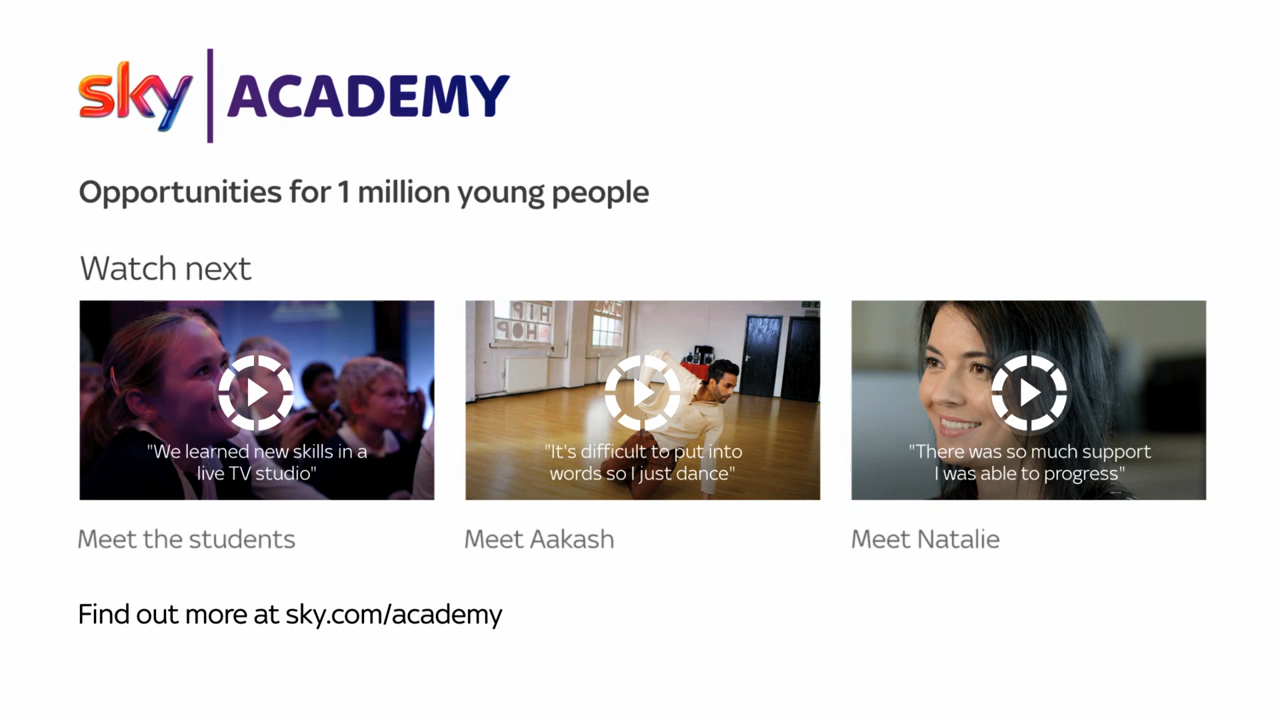 sky | ACADEMY
Opportunities for 1 million young people
Watch next
HIP
HOP
"We learned new skills in a
live TV studio"
"It's difficult to put into
words so I just dance"
"There was so much support
I was able to progress"
Meet the students
Meet Aakash
Meet Natalie
Find out more at sky.com/academy